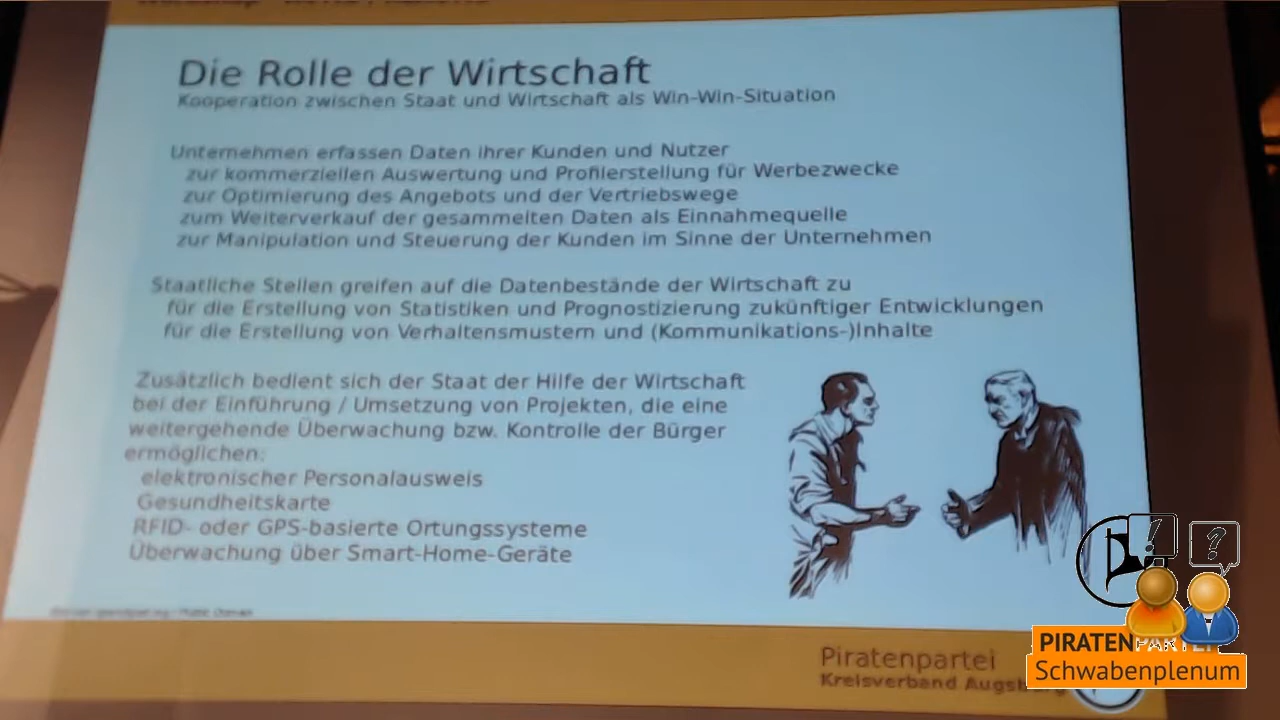 Die Rolle der Wirtschaft
Kooperation zwischen Staat und Wirtschaft als Win-Win-Situation
Unternehmen erfassen Daten ihrer Kunden und Nutzer
zur kommerziellen Auswertung und Profilerstellung für Werbezwecke
zur Optimierung des Angebots und der Vertriebswege
zum Weiterverkauf der gesammelten Daten als Einnahmequelle
zur Manipulation und Steuerung der Kunden im Sinne der Unternehmen
Staatliche Stellen greifen auf die Datenbestände der Wirtschaft zu
für die Erstellung von Statistiken und Prognostizierung zukünftiger Entwicklungen
für die Erstellung von Verhaltensmustern und (Kommunikations-)Inhalte
Zusätzlich bedient sich der Staat der Hilfe der Wirtschaft
bei der Einführung / Umsetzung von Projekten, die eine
weitergehende Überwachung bzw. Kontrolle der Bürger
ermöglichen:
elektronischer Personalausweis
Gesundheitskarte
RFID- oder GPS-basierte Ortungssysteme
Überwachung über Smart-Home-Geräte
! ?
Piratenpartei
Kreisverband Augsburg
PIRATENPARTEI
Schwabenplenum